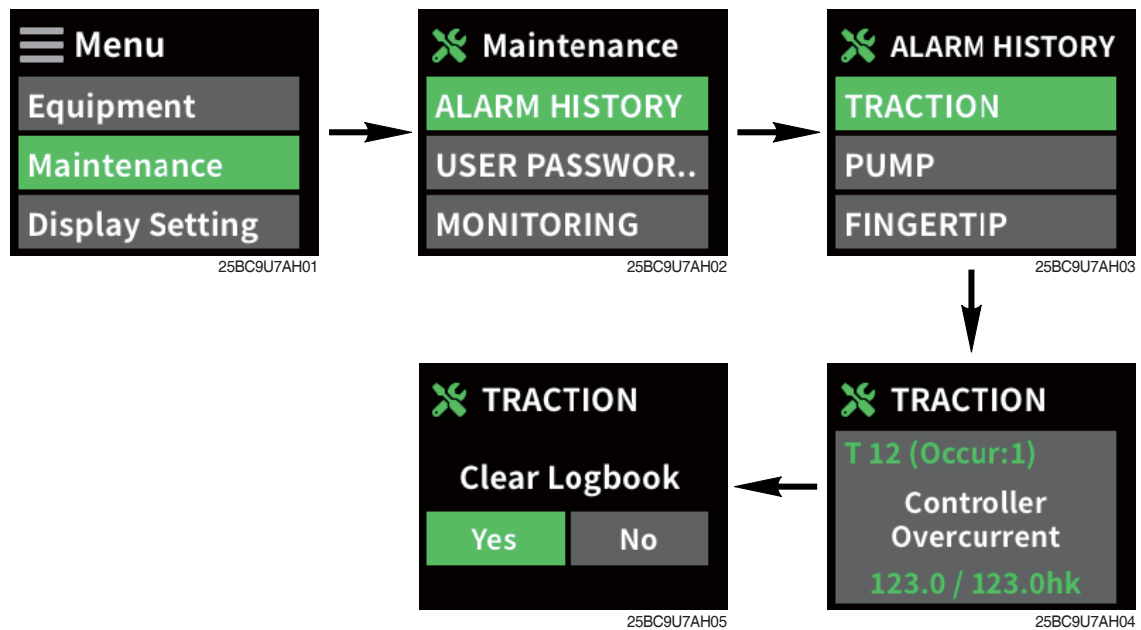 Menu
Equipment
Maintenance
Display Setting
25BC9U7AH01
Maintenance
ALARM HISTORY
USER PASSWOR..
MONITORING
25BC9U7AH02
ALARM HISTORY
TRACTION
PUMP
FINGERTIP
25BC9U7AH03
TRACTION
T 12 (Occur:1)
Controller
Overcurrent
123.0 / 123.0hk
25BC9U7AH04
TRACTION
Clear Logbook
Yes No
25BC9U7AH05